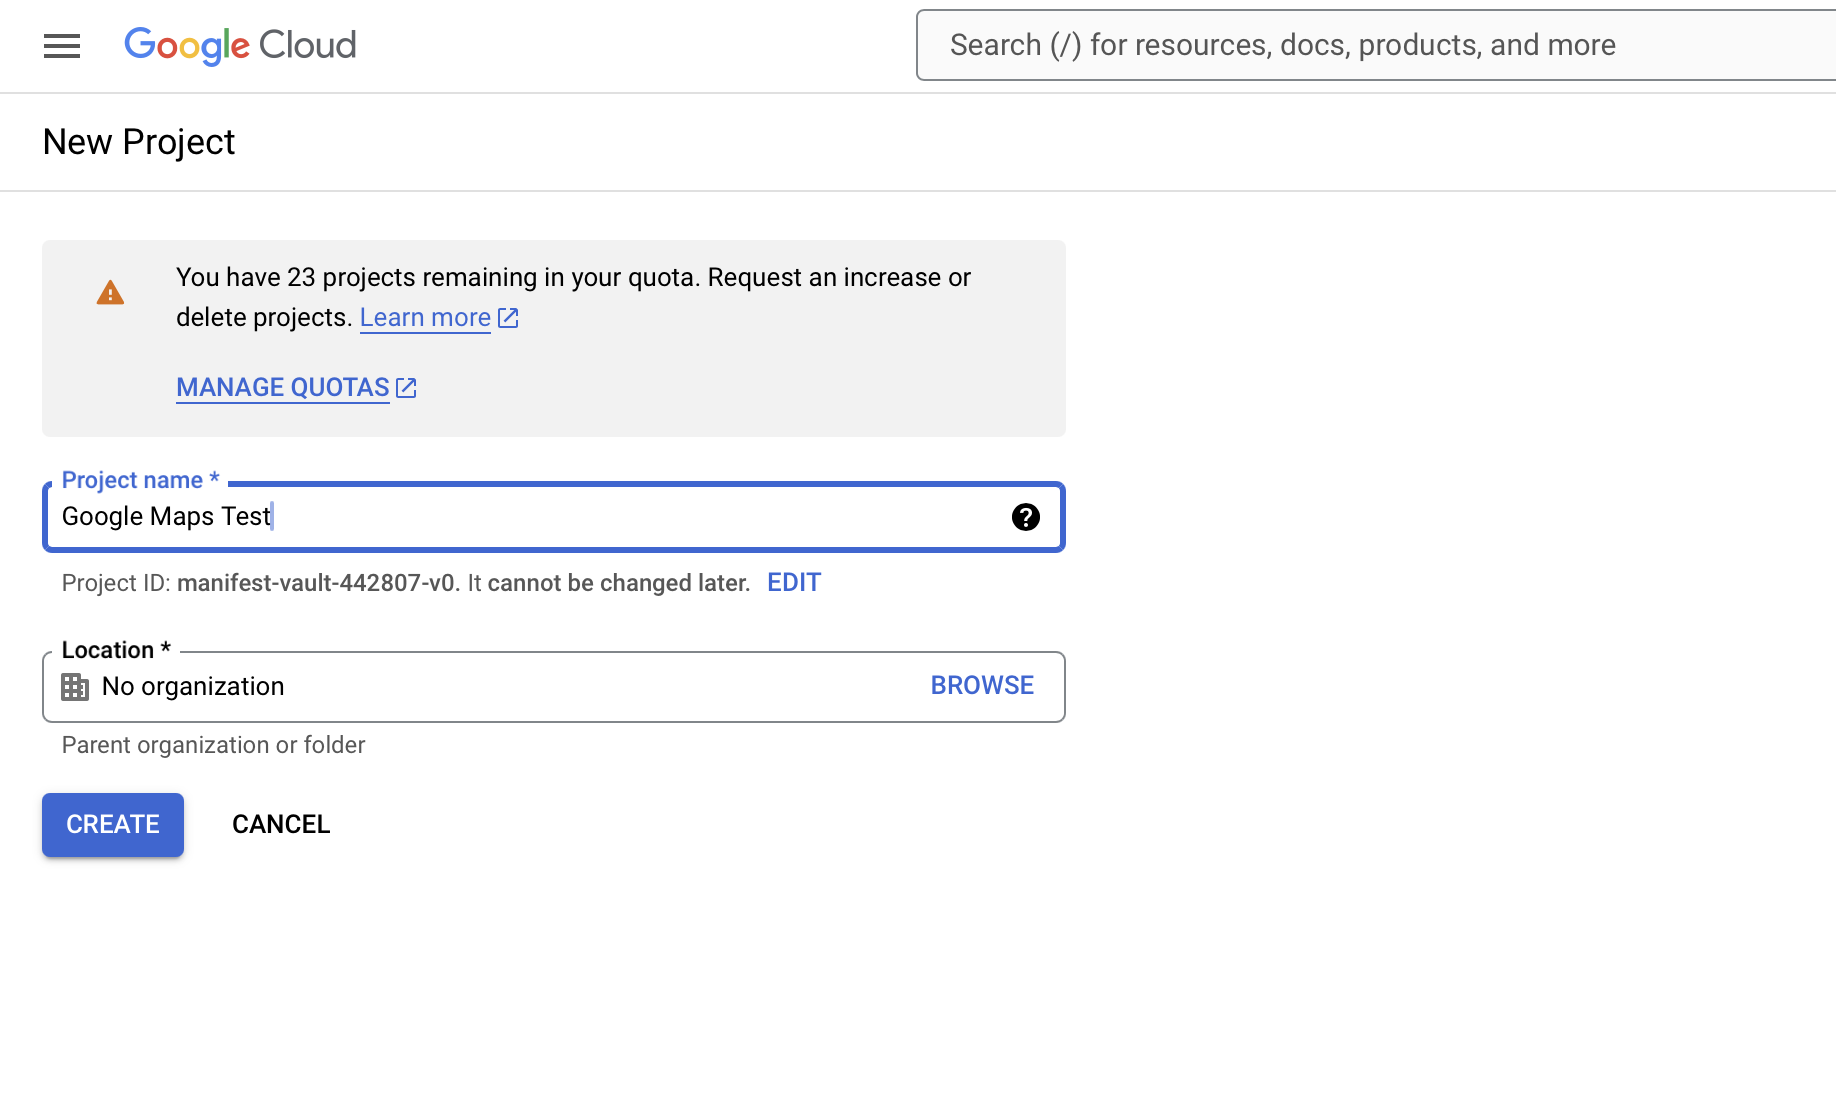 Google Cloud
Search (/) for resources, docs, products, and more
New Project
You have 23 projects remaining in your quota. Request an increase or
delete projects. Learn more
MANAGE QUOTAS
Project name *
Google Maps Test
Project ID: manifest-vault-442807-v0. It cannot be changed later. EDIT
Location *
No organization BROWSE
Parent organization or folder
CREATE CANCEL